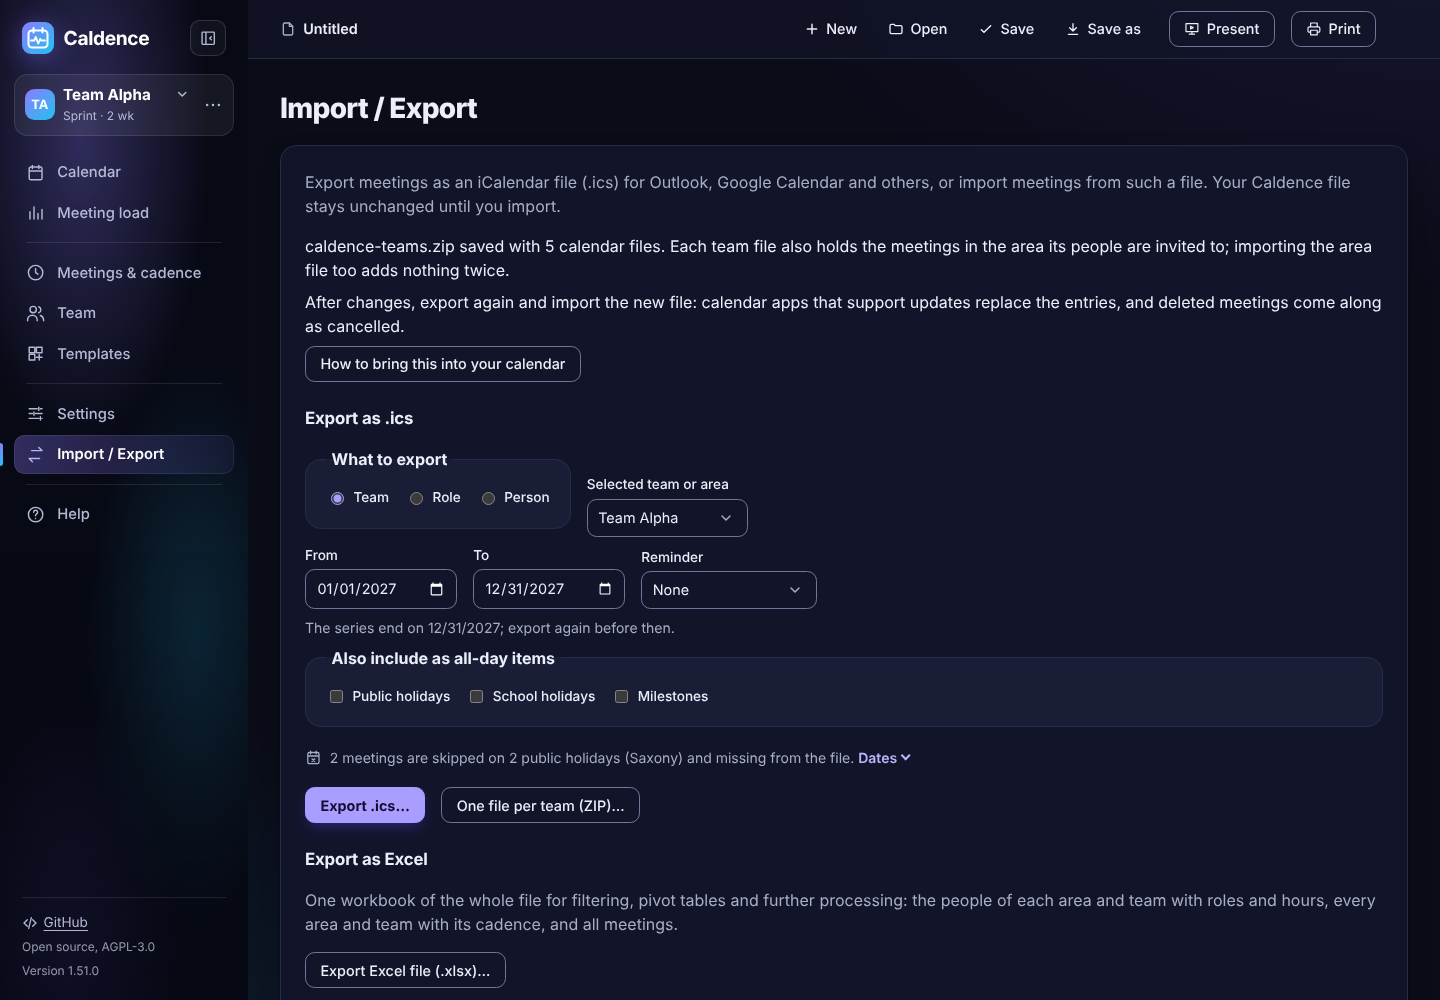 Caldence
TA
Team Alpha
Sprint · 2 wk
Calendar
Meeting load
Meetings & cadence
Team
Templates
Settings
Import / Export
Help
GitHub
Open source, AGPL-3.0
Version 1.51.0
Untitled
New
Open
Save
Save as
Present
Print
Import / Export
Export meetings as an iCalendar file (.ics) for Outlook, Google Calendar and others, or import meetings from such a file. Your Caldence file
stays unchanged until you import.
caldence-teams.zip saved with 5 calendar files. Each team file also holds the meetings in the area its people are invited to; importing the area
file too adds nothing twice.
After changes, export again and import the new file: calendar apps that support updates replace the entries, and deleted meetings come along
as cancelled.
How to bring this into your calendar
Export as .ics
What to export
Team
Role
Person
Selected team or area
Team Alpha
From
To
Reminder
01/01/2027
12/31/2027
None
The series end on 12/31/2027; export again before then.
Also include as all-day items
Public holidays
School holidays
Milestones
2 meetings are skipped on 2 public holidays (Saxony) and missing from the file. Dates
Export .ics…
One file per team (ZIP)…
Export as Excel
One workbook of the whole file for filtering, pivot tables and further processing: the people of each area and team with roles and hours, every
area and team with its cadence, and all meetings.
Export Excel file (.xlsx)…